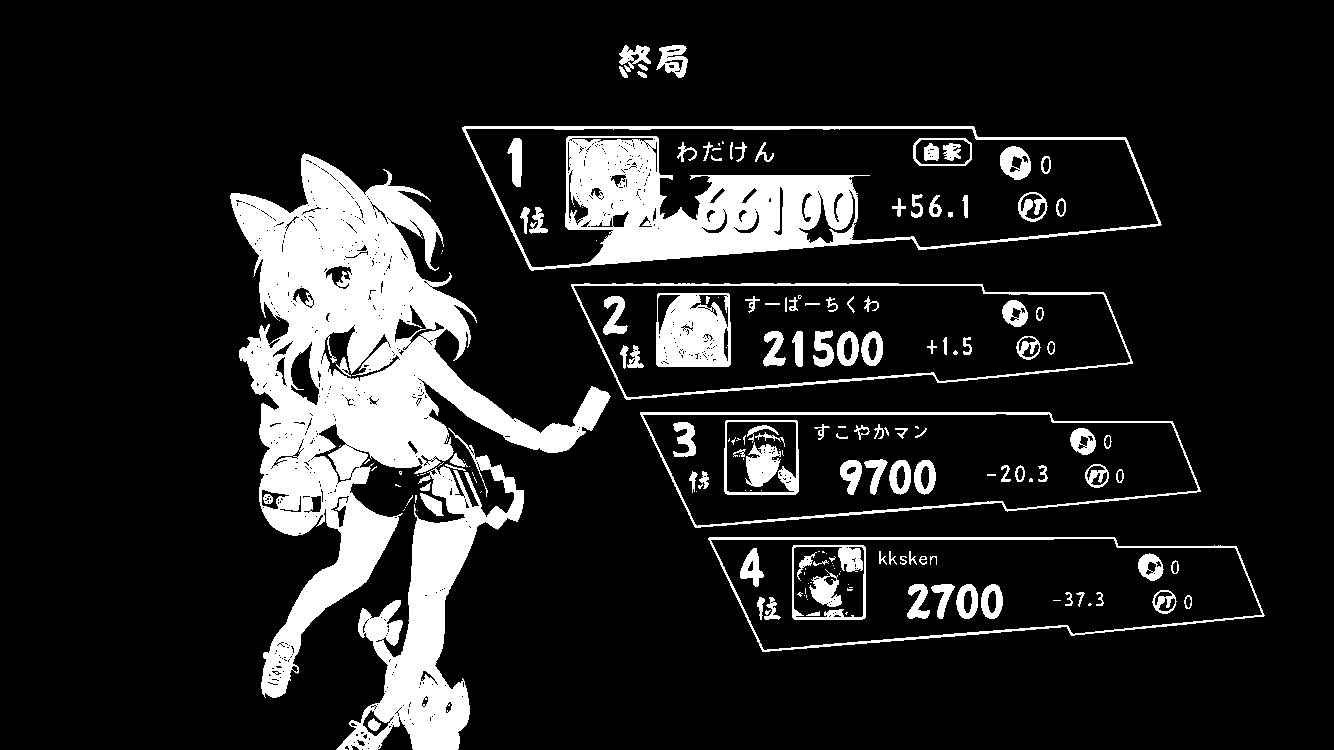 終局
1位 わだけん 自家 0
66100 +56.1 PT 0
2位 すーぱーちくわ 0
21500 +1.5 PT 0
3位 すこやかマン 0
9700 -20.3 PT 0
4位 kksken 0
2700 -37.3 PT 0